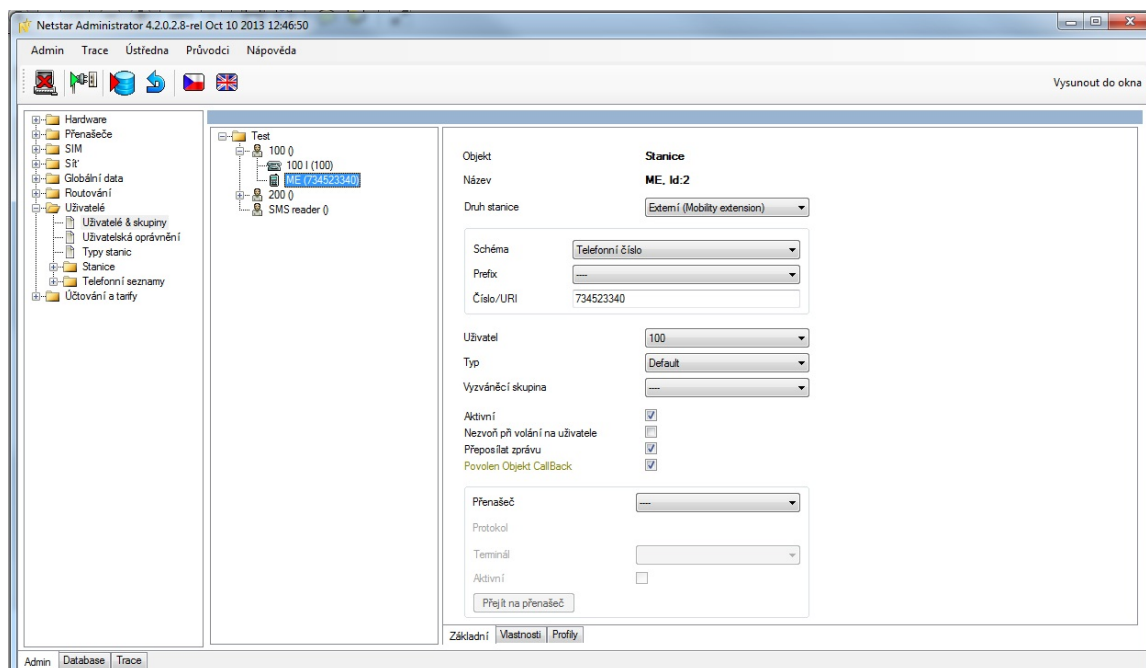 Netstar Administrator 4.2.0.2.8-rel Oct 10 2013 12:46:50
Admin Trace Ústředna Průvodci Nápověda
Vysunout do okna
Hardware
Přenašeče
SIM
Síť
Globální data
Routování
Uživatelé
Uživatelé & skupiny
Uživatelská oprávnění
Typy stanic
Stanice
Telefonní seznamy
Účtování a tarify
Test
100 ()
100 I (100)
ME (734523340)
200 ()
SMS reader ()
Objekt Stanice
Název ME, Id:2
Druh stanice Externí (Mobility extension)
Schéma Telefonní číslo
Prefix ----
Číslo/URI 734523340
Uživatel 100
Typ Default
Vyzváněcí skupina ----
Aktivní
Nezvoň při volání na uživatele
Přeposílat zprávu
Povolen Objekt CallBack
Přenašeč ----
Protokol
Terminál
Aktivní
Přejít na přenašeč
Základní Vlastnosti Profily
Admin Database Trace